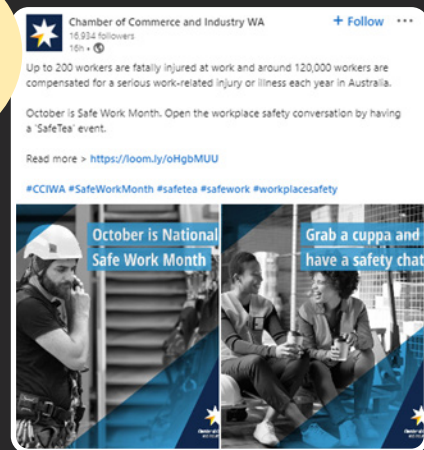 Chamber of Commerce and Industry WA
+ Follow
16,934 followers
16h •
Up to 200 workers are fatally injured at work and around 120,000 workers are
compensated for a serious work-related injury or illness each year in Australia.
October is Safe Work Month. Open the workplace safety conversation by having
a 'SafeTea' event.
Read more > https://loom.ly/oHgbMUU
#CCIWA #SafeWorkMonth #safetea #safework #workplacesafety
October is National
Safe Work Month
Grab a cuppa and
have a safety chat